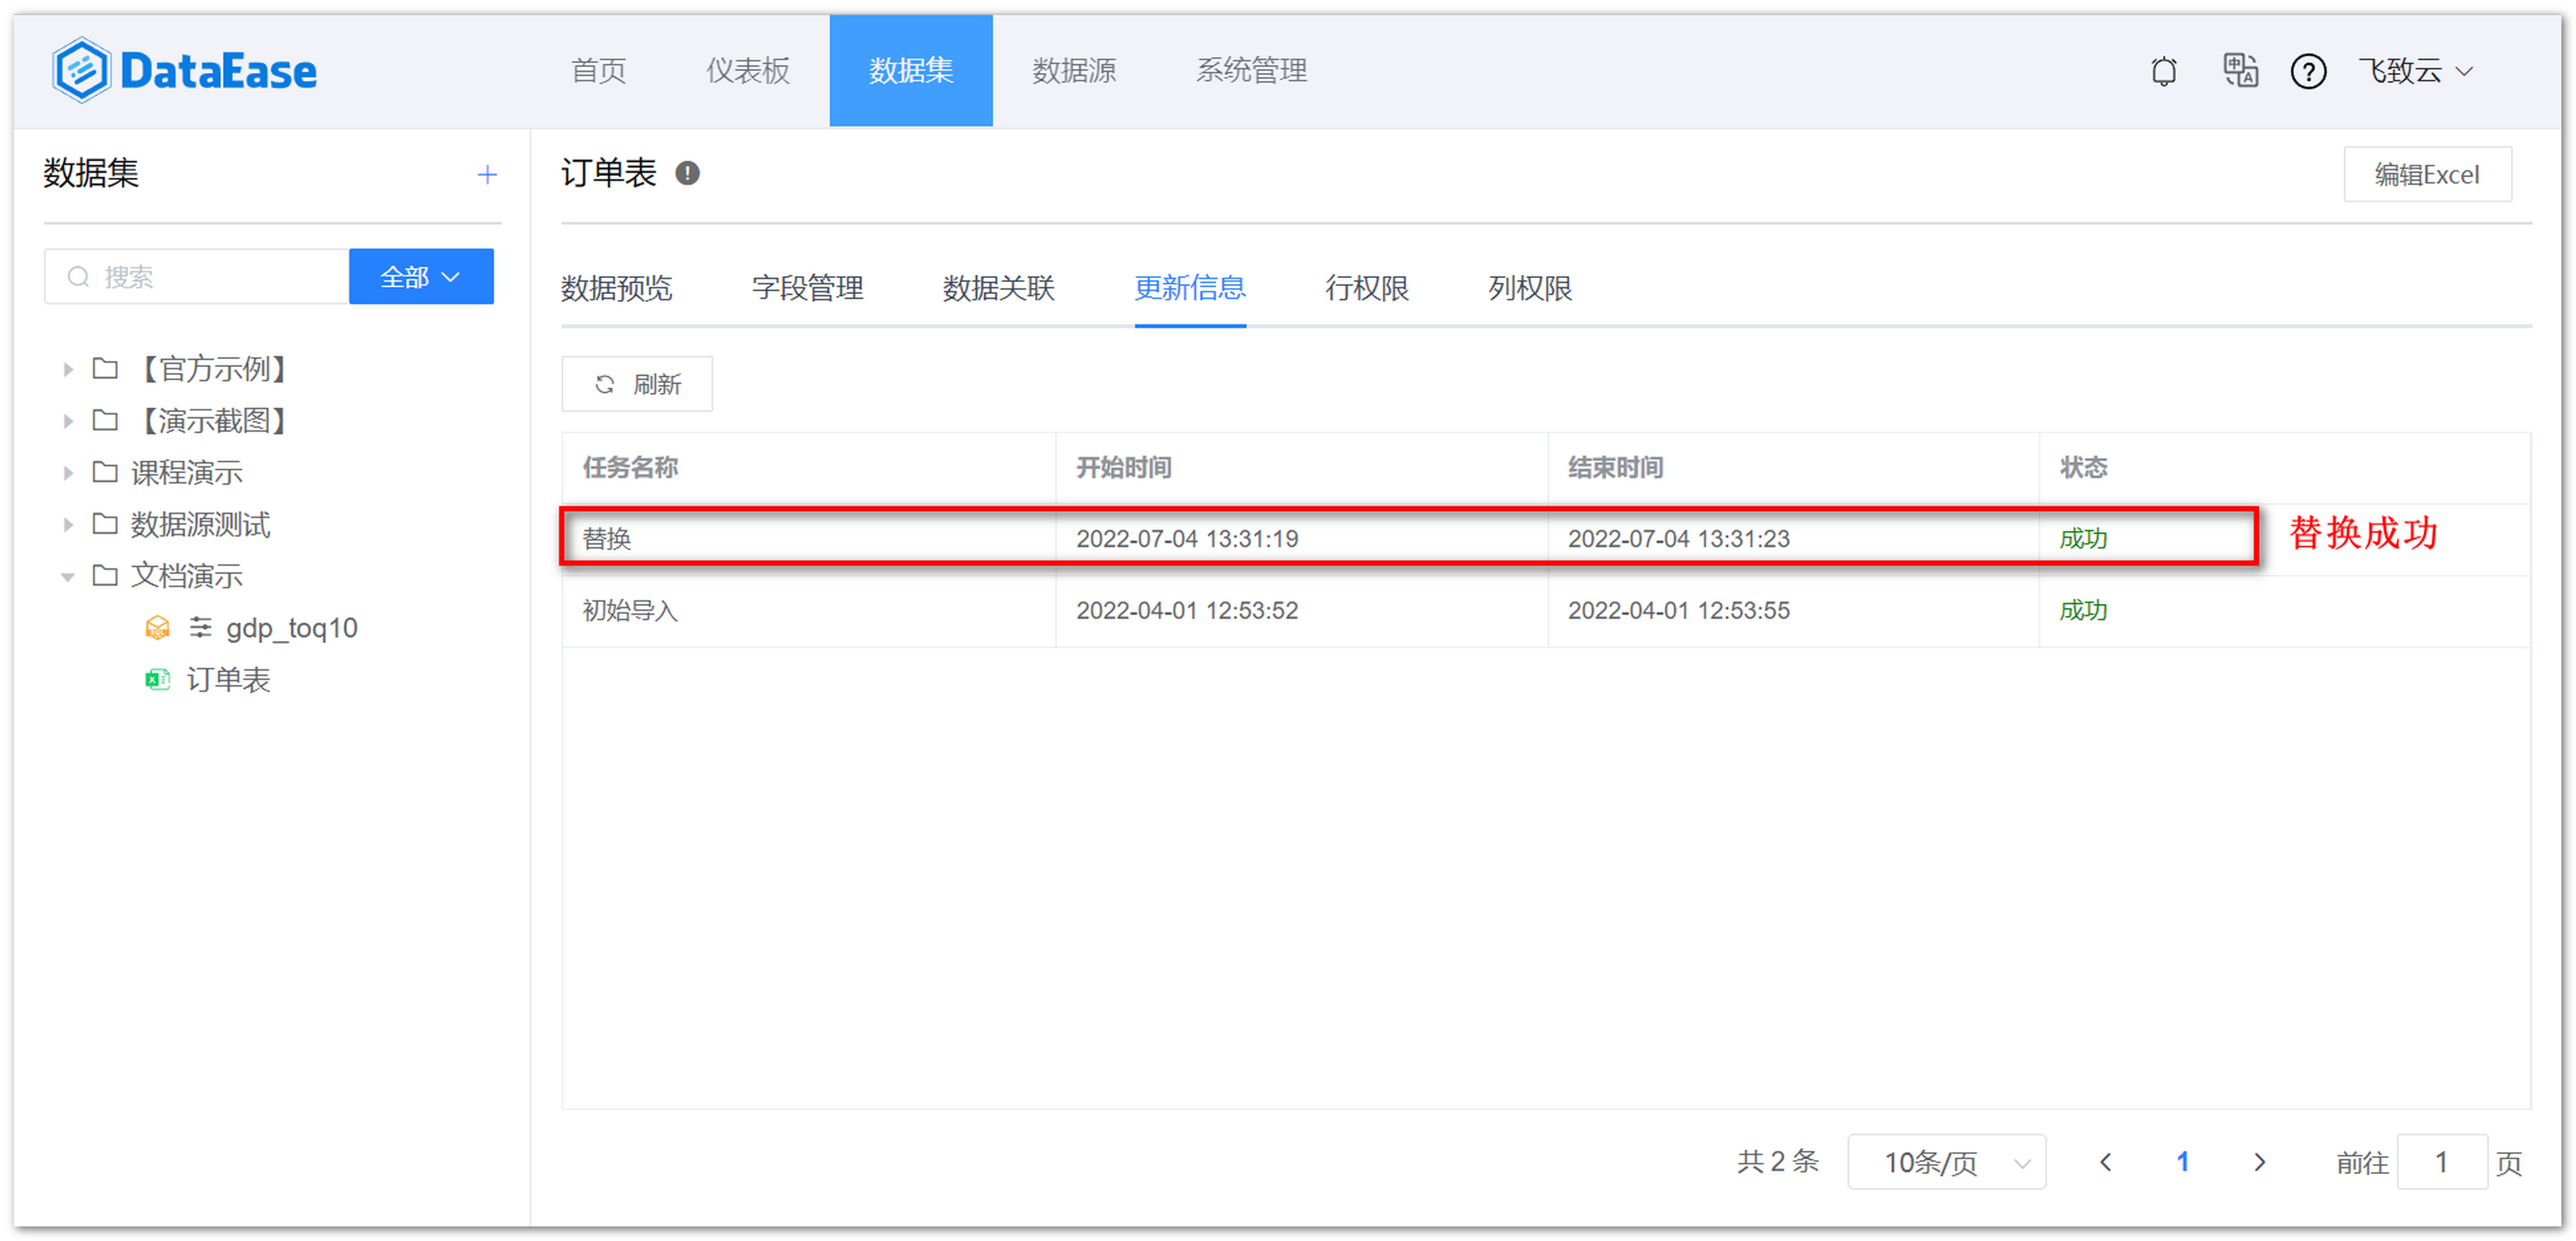 DataEase 首页 仪表板 数据集 数据源 系统管理 飞致云
数据集
搜索 全部
【官方示例】
【演示截图】
课程演示
数据源测试
文档演示
gdp_toq10
订单表
订单表 编辑Excel
数据预览 字段管理 数据关联 更新信息 行权限 列权限
刷新
任务名称 开始时间 结束时间 状态
替换 2022-07-04 13:31:19 2022-07-04 13:31:23 成功 替换成功
初始导入 2022-04-01 12:53:52 2022-04-01 12:53:55 成功
共 2 条 10条/页 1 前往 1 页